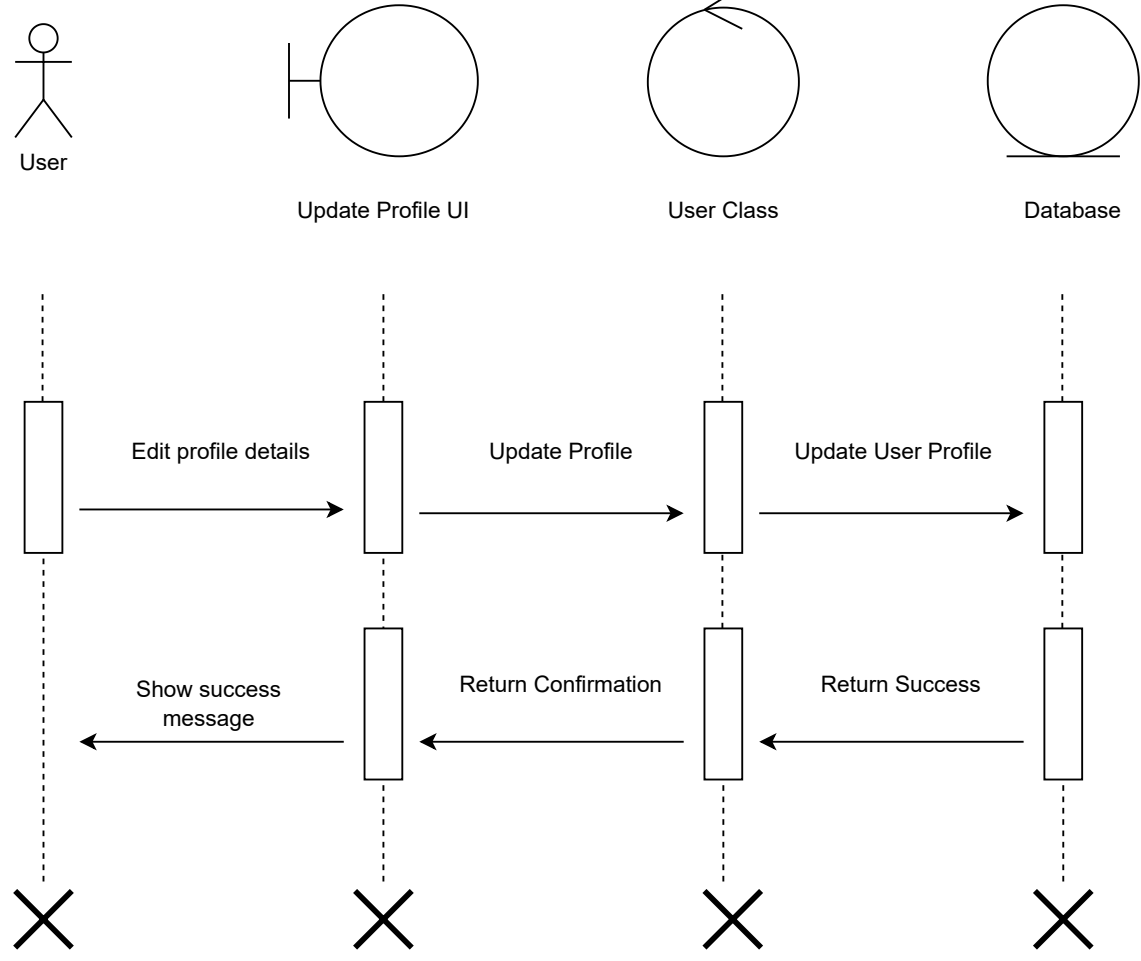 User
Update Profile UI
User Class
Database
Edit profile details
Update Profile
Update User Profile
Show success
message
Return Confirmation
Return Success